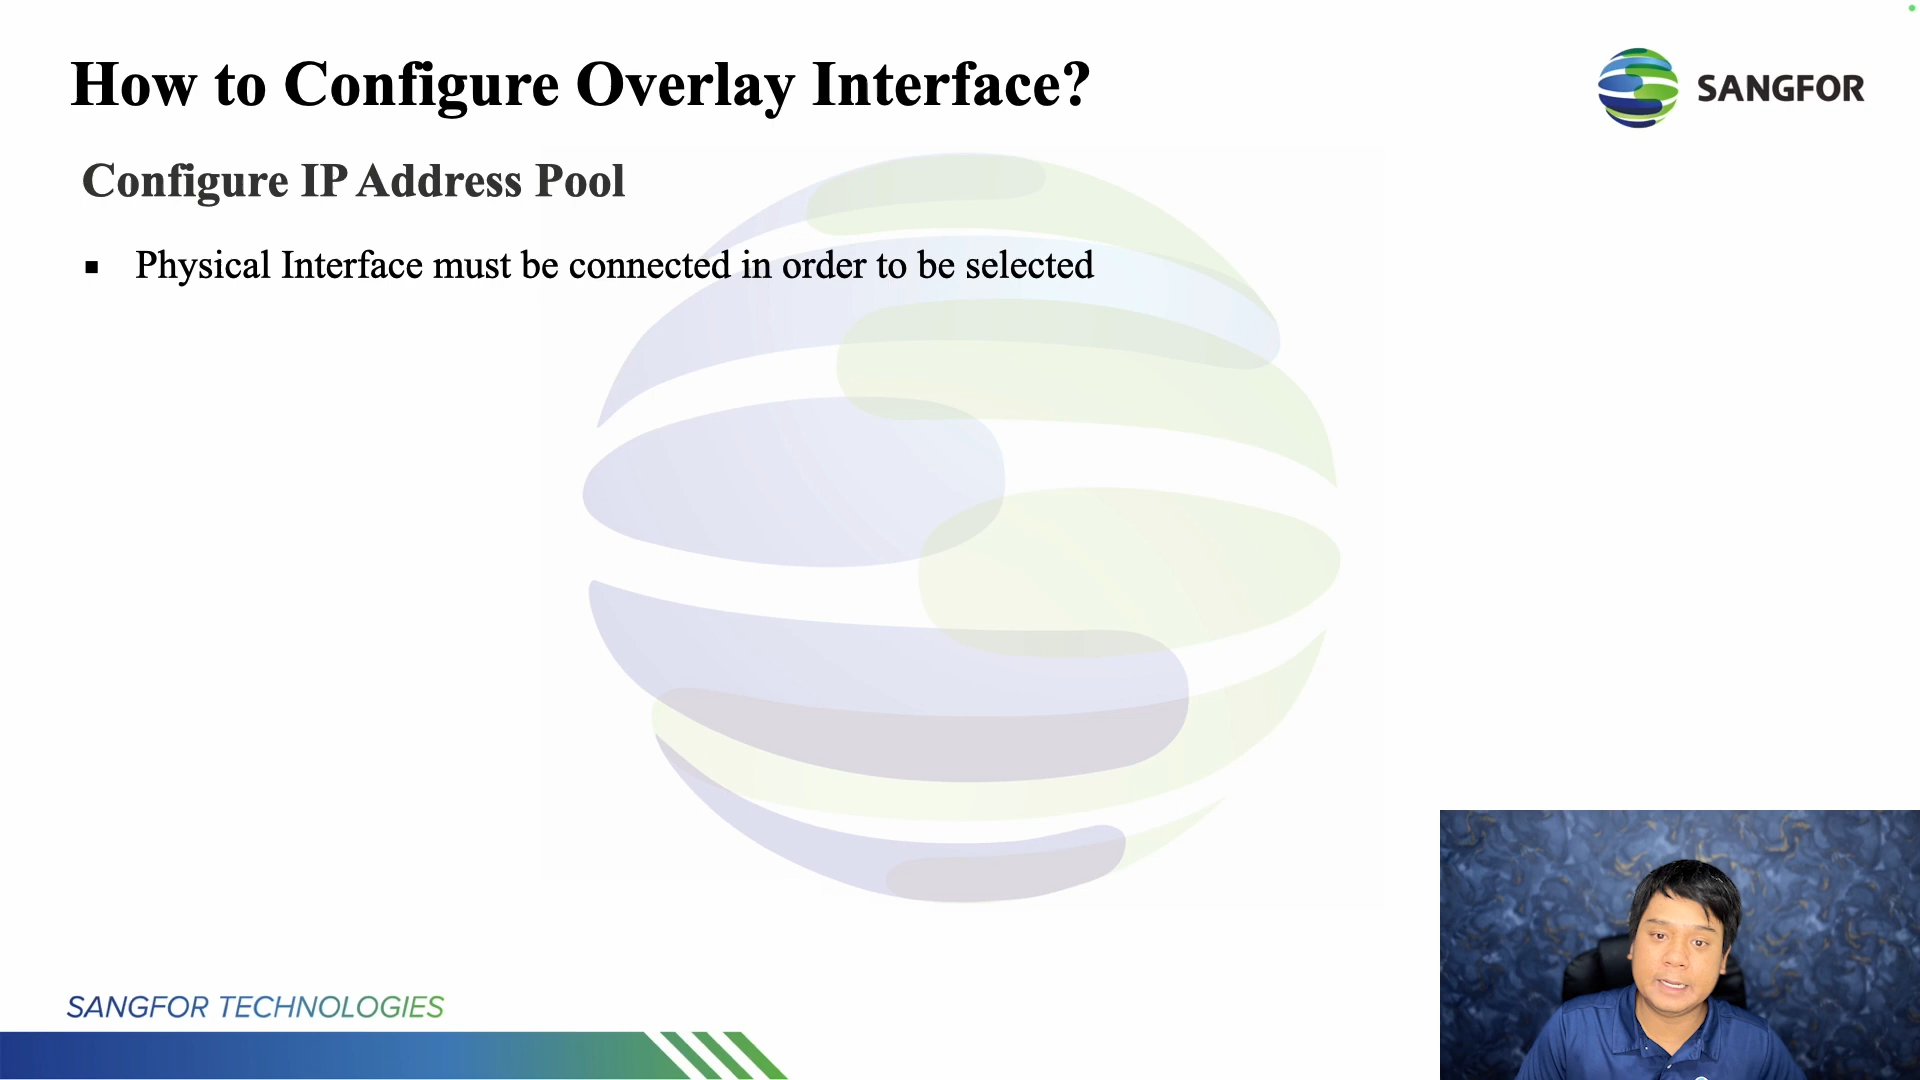 How to Configure Overlay Interface?
SANGFOR
Configure IP Address Pool
▪ Physical Interface must be connected in order to be selected
SANGFOR TECHNOLOGIES